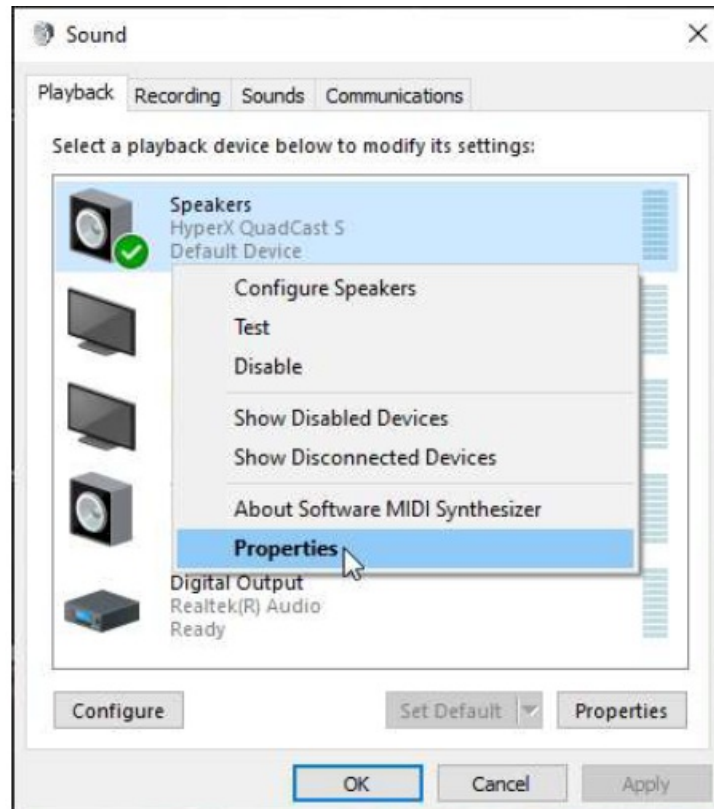 Sound
Playback Recording Sounds Communications
Select a playback device below to modify its settings:
Speakers
HyperX QuadCast S
Default Device
Configure Speakers
Test
Disable
Show Disabled Devices
Show Disconnected Devices
About Software MIDI Synthesizer
Properties
Digital Output
Realtek(R) Audio
Ready
Configure Set Default Properties
OK Cancel Apply